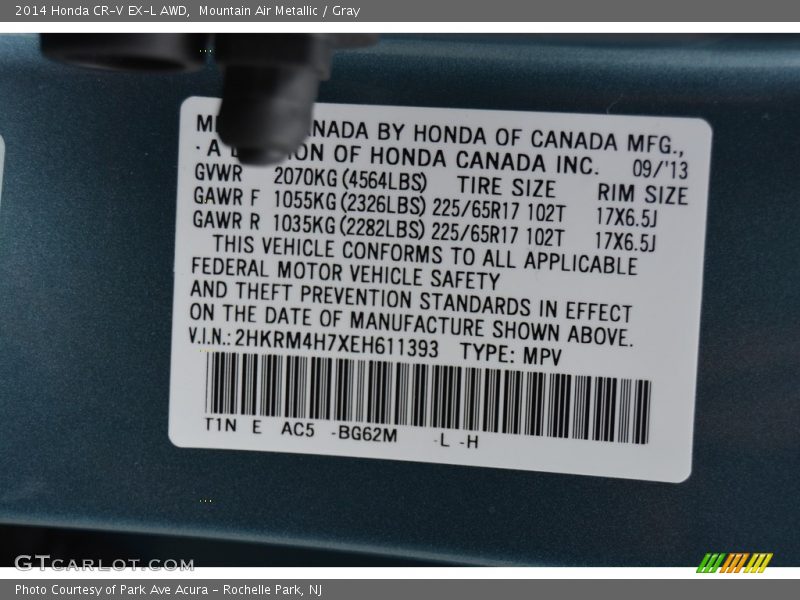 2014 Honda CR-V EX-L AWD,  Mountain Air Metallic / Gray
CANADA BY HONDA OF CANADA MFG.,
HONDA CANADA INC. 09/'13
GVWR 2070KG (4564LBS) TIRE SIZE RIM SIZE
GAWR F 1055KG (2326LBS) 225/65R17 102T 17X6.5J
GAWR R 1035KG (2282LBS) 225/65R17 102T 17X6.5J
THIS VEHICLE CONFORMS TO ALL APPLICABLE
FEDERAL MOTOR VEHICLE SAFETY
AND THEFT PREVENTION STANDARDS IN EFFECT
ON THE DATE OF MANUFACTURE SHOWN ABOVE.
V.I.N.: 2HKRM4H7XEH611393 TYPE: MPV
T1N E AC5 -BG62M -L -H
GTCARLOT.COM
Photo Courtesy of Park Ave Acura - Rochelle Park, NJ